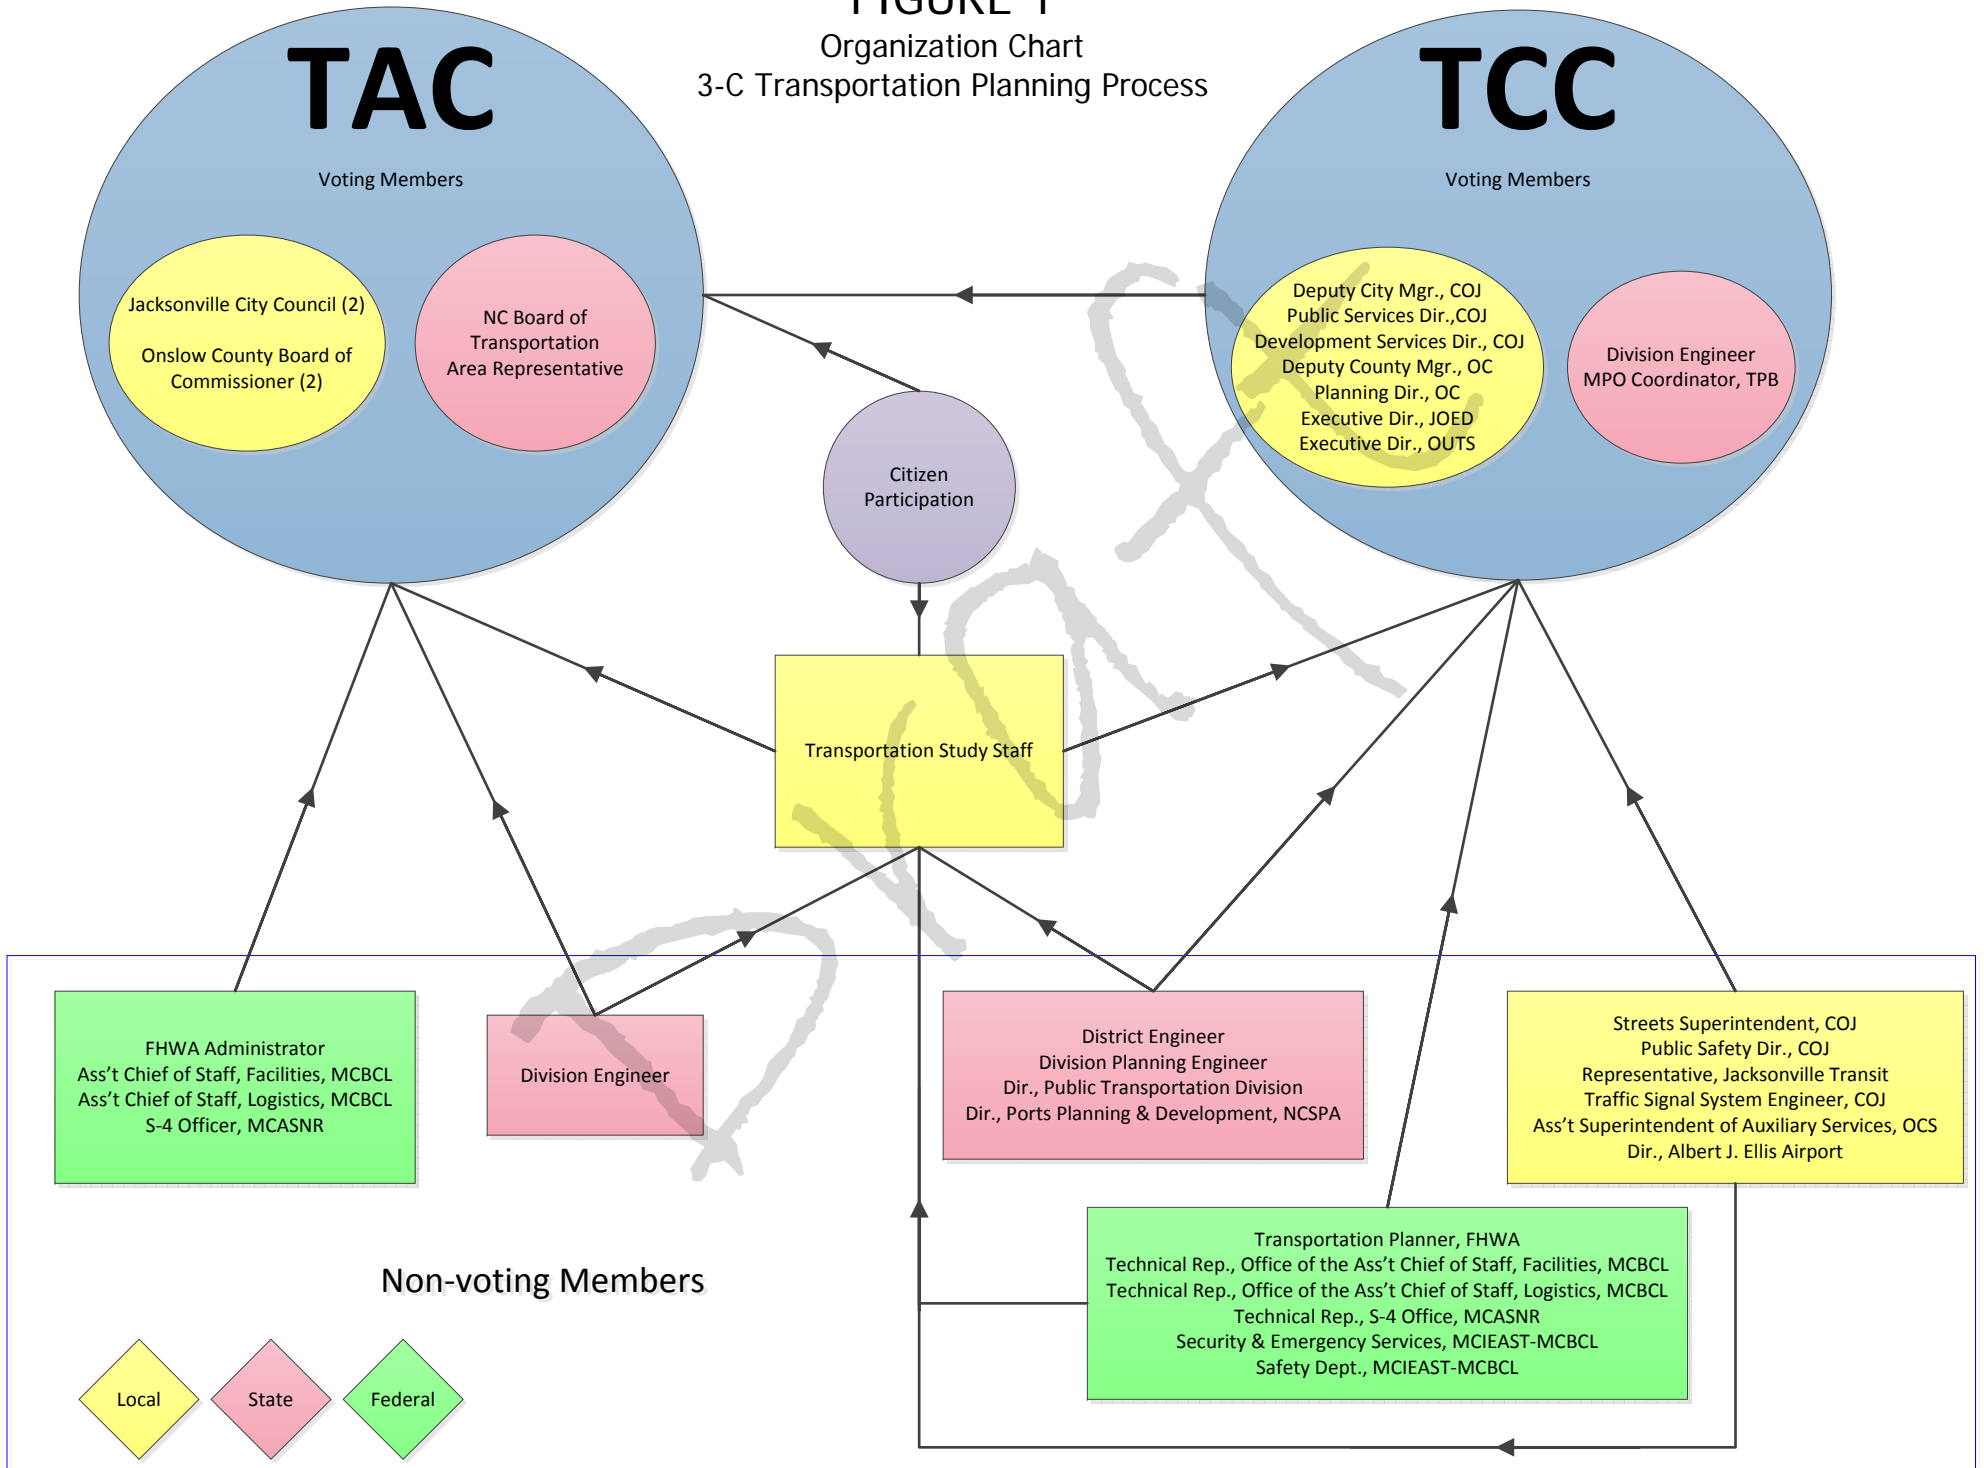 FIGURE 1
Organization Chart
3-C Transportation Planning Process
TAC
Voting Members
Jacksonville City Council (2)
Onslow County Board of
Commissioner (2)
NC Board of
Transportation
Area Representative
TCC
Voting Members
Deputy City Mgr., COJ
Public Services Dir.,COJ
Development Services Dir., COJ
Deputy County Mgr., OC
Planning Dir., OC
Executive Dir., JOED
Executive Dir., OUTS
Division Engineer
MPO Coordinator, TPB
Citizen
Participation
Transportation Study Staff
FHWA Administrator
Ass't Chief of Staff, Facilities, MCBCL
Ass't Chief of Staff, Logistics, MCBCL
S-4 Officer, MCASNR
Division Engineer
District Engineer
Division Planning Engineer
Dir., Public Transportation Division
Dir., Ports Planning & Development, NCSPA
Streets Superintendent, COJ
Public Safety Dir., COJ
Representative, Jacksonville Transit
Traffic Signal System Engineer, COJ
Ass't Superintendent of Auxiliary Services, OCS
Dir., Albert J. Ellis Airport
Transportation Planner, FHWA
Technical Rep., Office of the Ass't Chief of Staff, Facilities, MCBCL
Technical Rep., Office of the Ass't Chief of Staff, Logistics, MCBCL
Technical Rep., S-4 Office, MCASNR
Security & Emergency Services, MCIEAST-MCBCL
Safety Dept., MCIEAST-MCBCL
Non-voting Members
Local
State
Federal